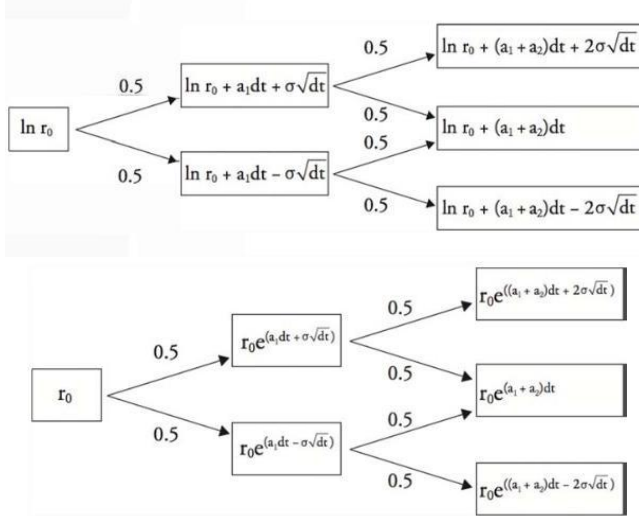 0.5
ln r₀ + (a₁ + a₂)dt + 2σ√dt
0.5
ln r₀ + a₁dt + σ√dt
ln r₀
0.5
0.5
ln r₀ + (a₁ + a₂)dt
0.5
ln r₀ + a₁dt − σ√dt
0.5
ln r₀ + (a₁ + a₂)dt − 2σ√dt
r₀e^((a₁ + a₂)dt + 2σ√dt)
0.5
0.5
r₀e^(a₁dt + σ√dt)
r₀
0.5
r₀e^(a₁ + a₂)dt
0.5
0.5
r₀e^(a₁dt − σ√dt)
0.5
r₀e^((a₁ + a₂)dt − 2σ√dt)